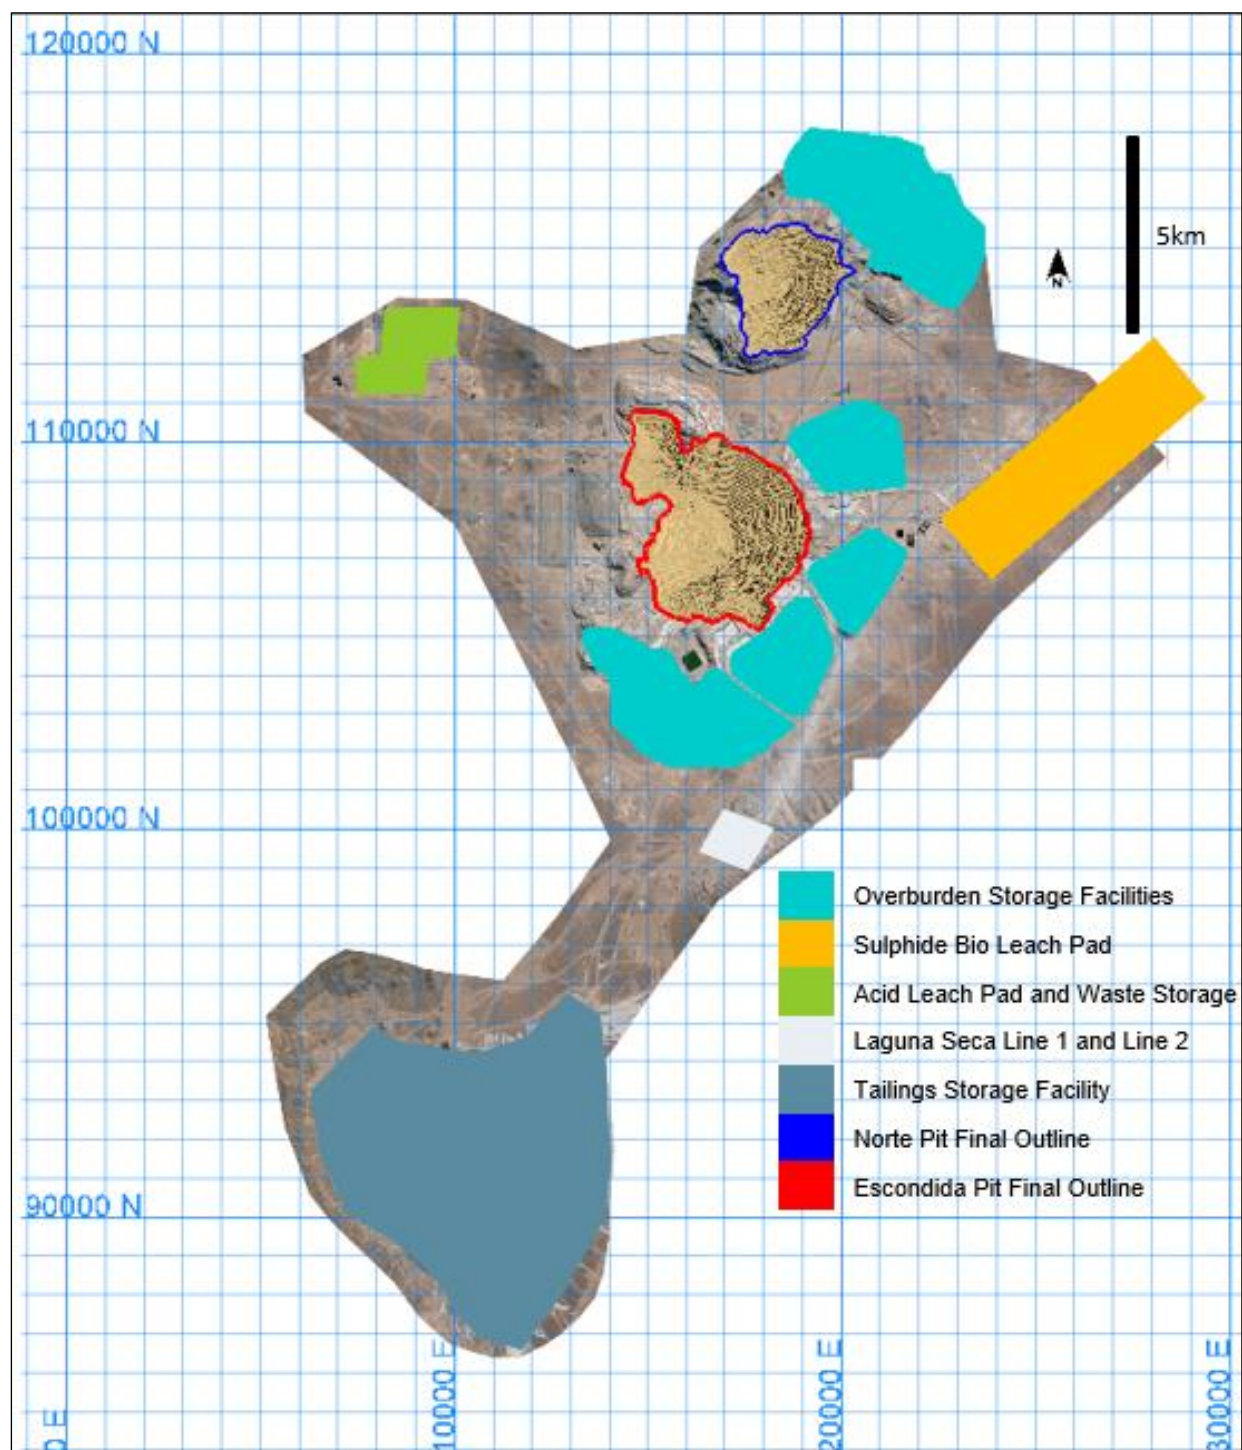 120000 N
5km
N
110000 N
100000 N
Overburden Storage Facilities
Sulphide Bio Leach Pad
Acid Leach Pad and Waste Storage
Laguna Seca Line 1 and Line 2
Tailings Storage Facility
Norte Pit Final Outline
Escondida Pit Final Outline
90000 N
0 E
10000 E
20000 E
30000 E